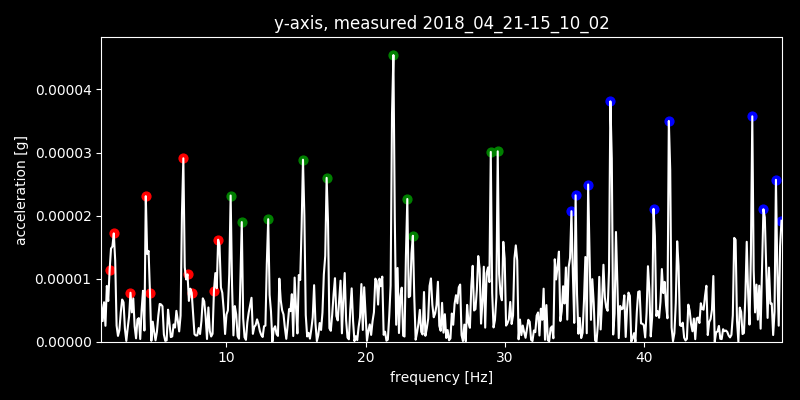 y-axis, measured 2018_04_21-15_10_02
acceleration [g]
0.00004
0.00003
0.00002
0.00001
0.00000
10 20 30 40
frequency [Hz]